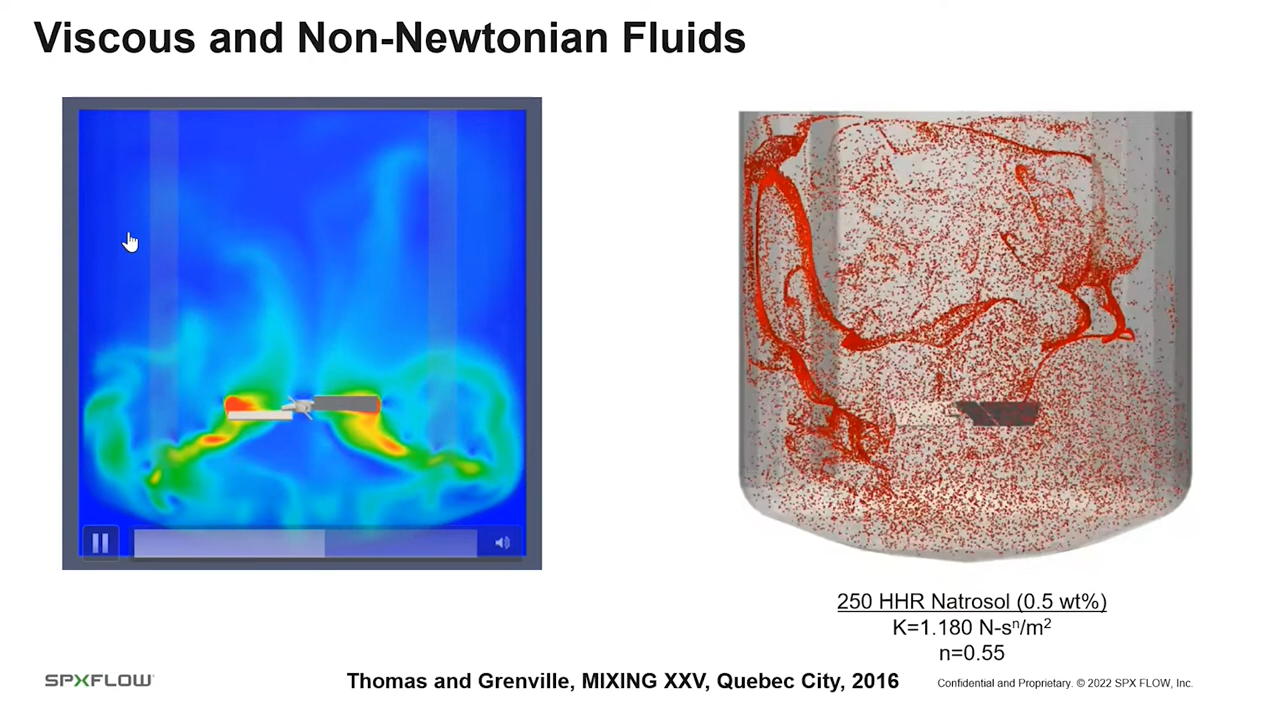 Viscous and Non-Newtonian Fluids
250 HHR Natrosol (0.5 wt%)
K=1.180 N-sⁿ/m²
n=0.55
SPXFLOW
Thomas and Grenville, MIXING XXV, Quebec City, 2016
Confidential and Proprietary. © 2022 SPX FLOW, Inc.